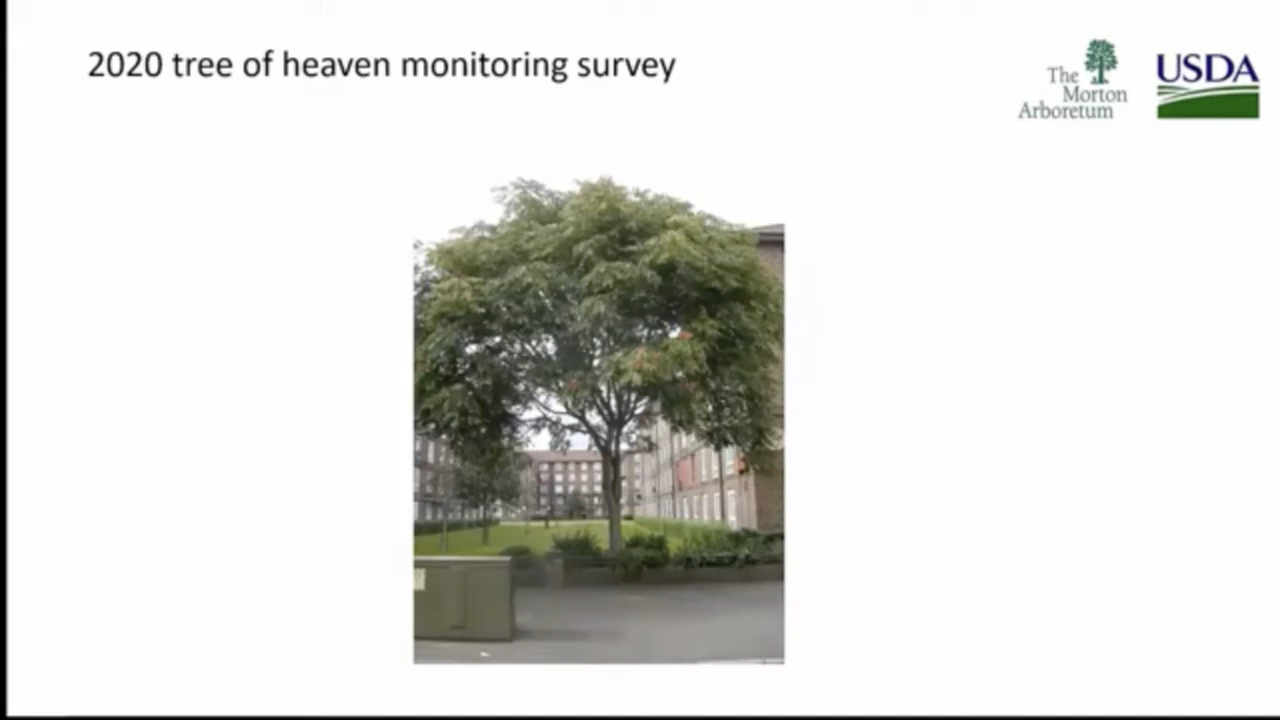 2020 tree of heaven monitoring survey
The
Morton
Arboretum
USDA